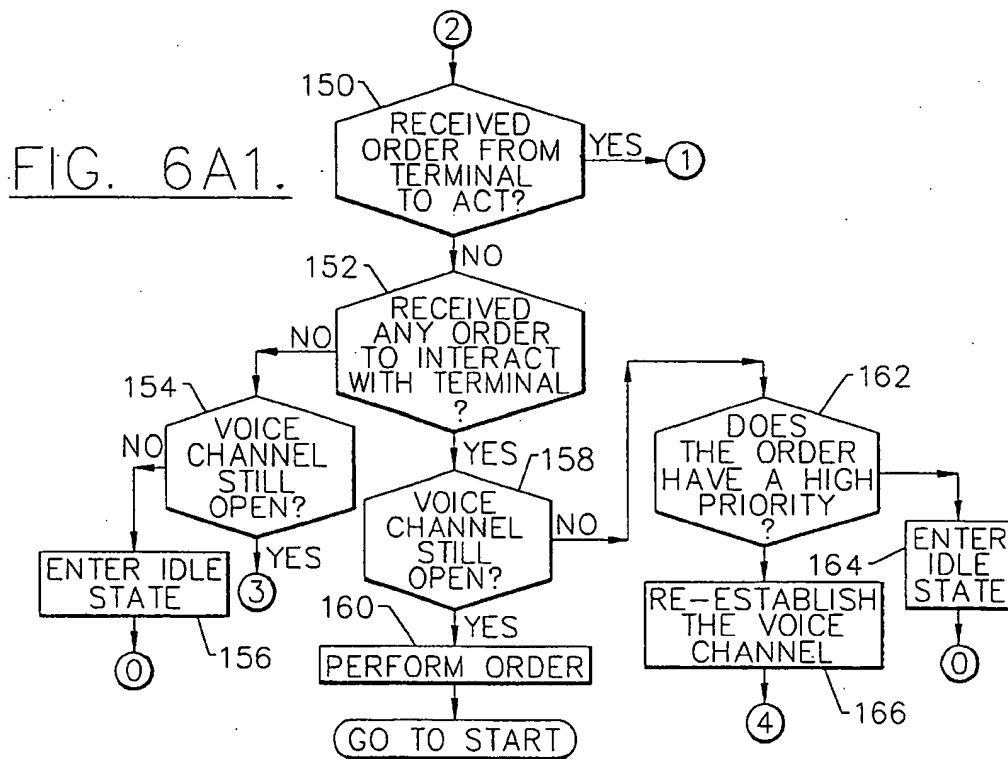 2
150
RECEIVED
ORDER FROM
TERMINAL
TO ACT?
YES
1
FIG. 6A1.
NO
152
RECEIVED
ANY ORDER
TO INTERACT
WITH TERMINAL
?
NO
YES
154
VOICE
CHANNEL
STILL
OPEN?
NO
YES
3
ENTER IDLE
STATE
156
0
158
VOICE
CHANNEL
STILL
OPEN?
NO
YES
160
PERFORM ORDER
GO TO START
162
DOES
THE ORDER
HAVE A HIGH
PRIORITY
?
164
ENTER
IDLE
STATE
0
RE-ESTABLISH
THE VOICE
CHANNEL
166
4